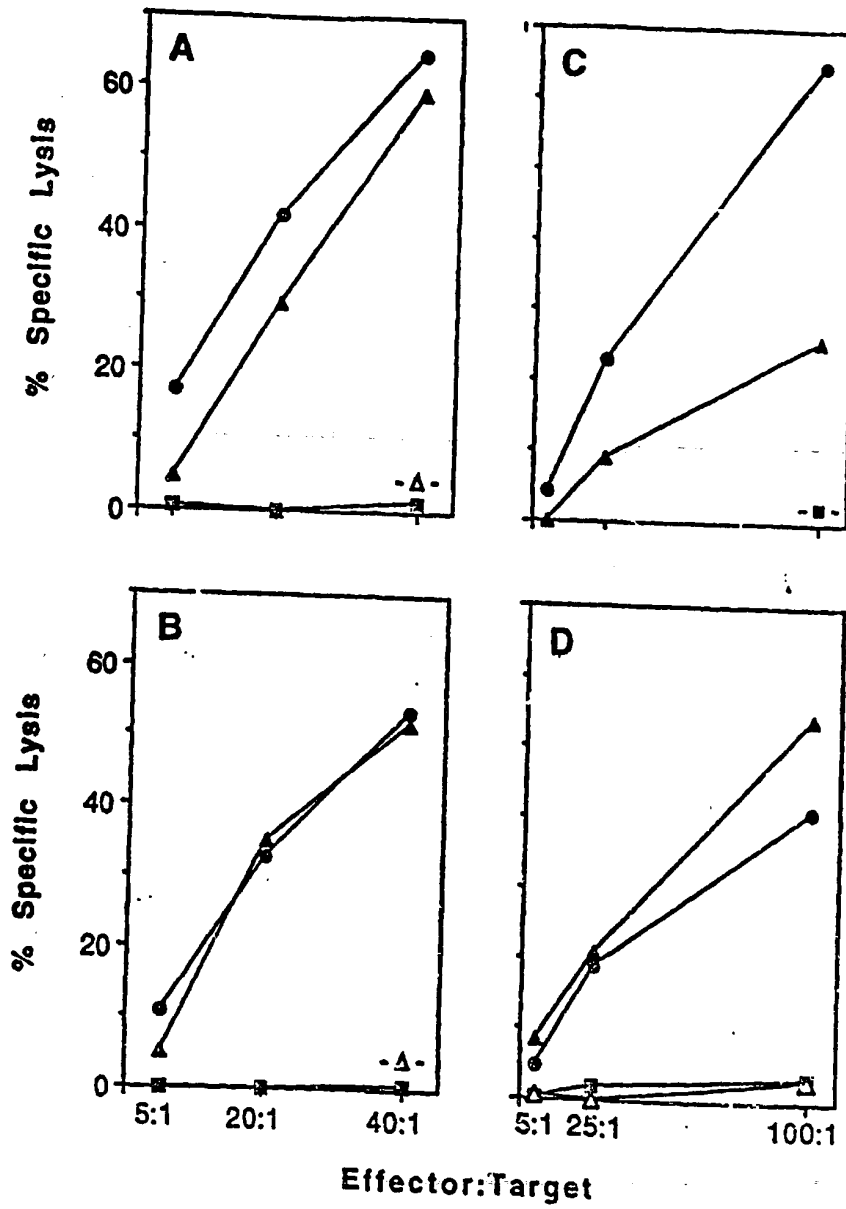 A
60
40
20
0
% Specific Lysis
C
B
60
40
20
0
% Specific Lysis
5:1 20:1 40:1
D
5:1 25:1 100:1
Effector:Target